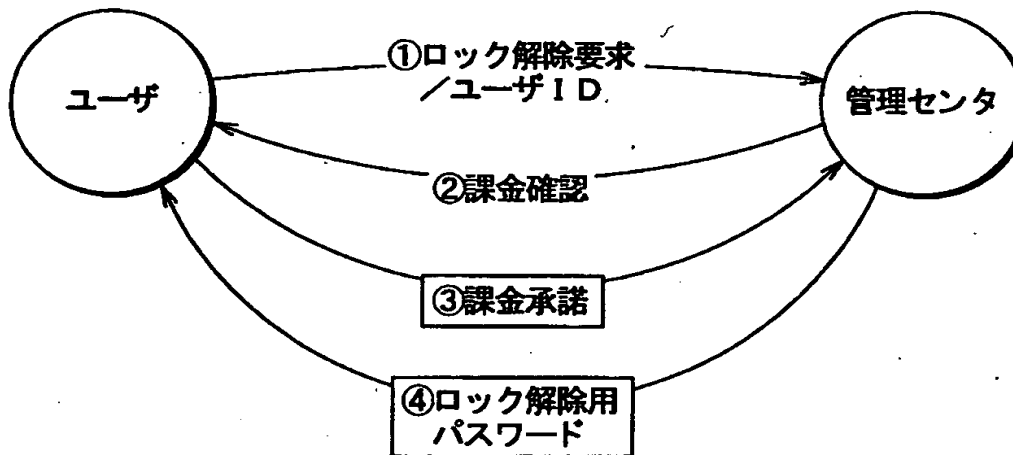 ユーザ
①ロック解除要求
／ユーザＩＤ
管理センタ
②課金確認
③課金承諾
④ロック解除用
パスワード